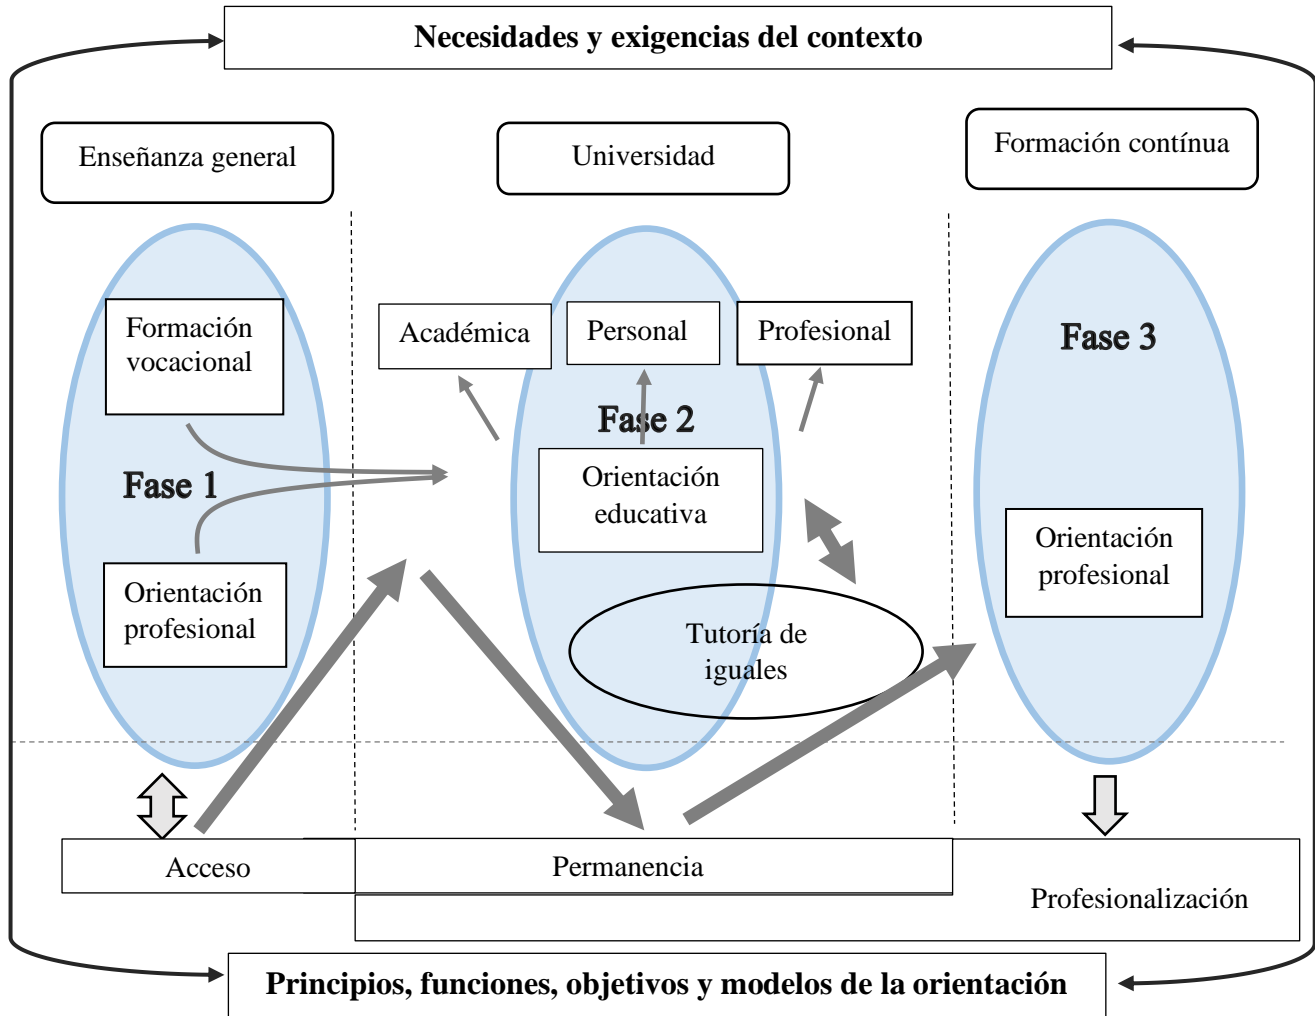 Necesidades y exigencias del contexto
Enseñanza general
Universidad
Formación contínua
Formación
vocacional
Académica
Personal
Profesional
Fase 3
Fase 2
Fase 1
Orientación
educativa
Orientación
profesional
Orientación
profesional
Tutoría de
iguales
Acceso
Permanencia
Profesionalización
Principios, funciones, objetivos y modelos de la orientación